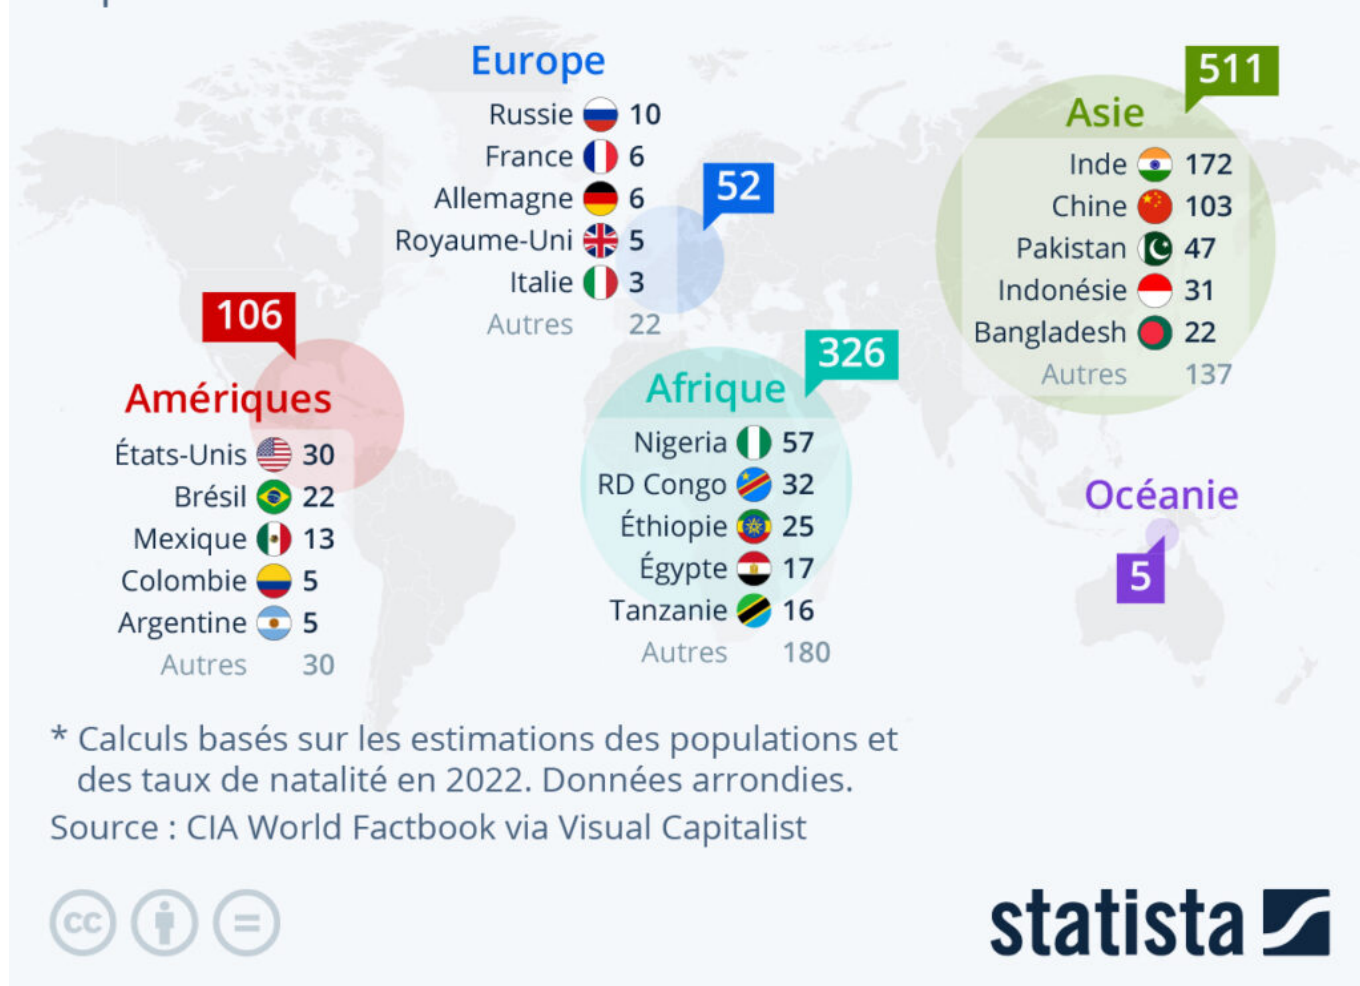 Europe
Russie 10
France 6
Allemagne 6
Royaume-Uni 5
Italie 3
Autres 22
52
Asie
511
Inde 172
Chine 103
Pakistan 47
Indonésie 31
Bangladesh 22
Autres 137
106
Amériques
États-Unis 30
Brésil 22
Mexique 13
Colombie 5
Argentine 5
Autres 30
326
Afrique
Nigeria 57
RD Congo 32
Éthiopie 25
Égypte 17
Tanzanie 16
Autres 180
Océanie
5
* Calculs basés sur les estimations des populations et
des taux de natalité en 2022. Données arrondies.
Source : CIA World Factbook via Visual Capitalist
cc
statista